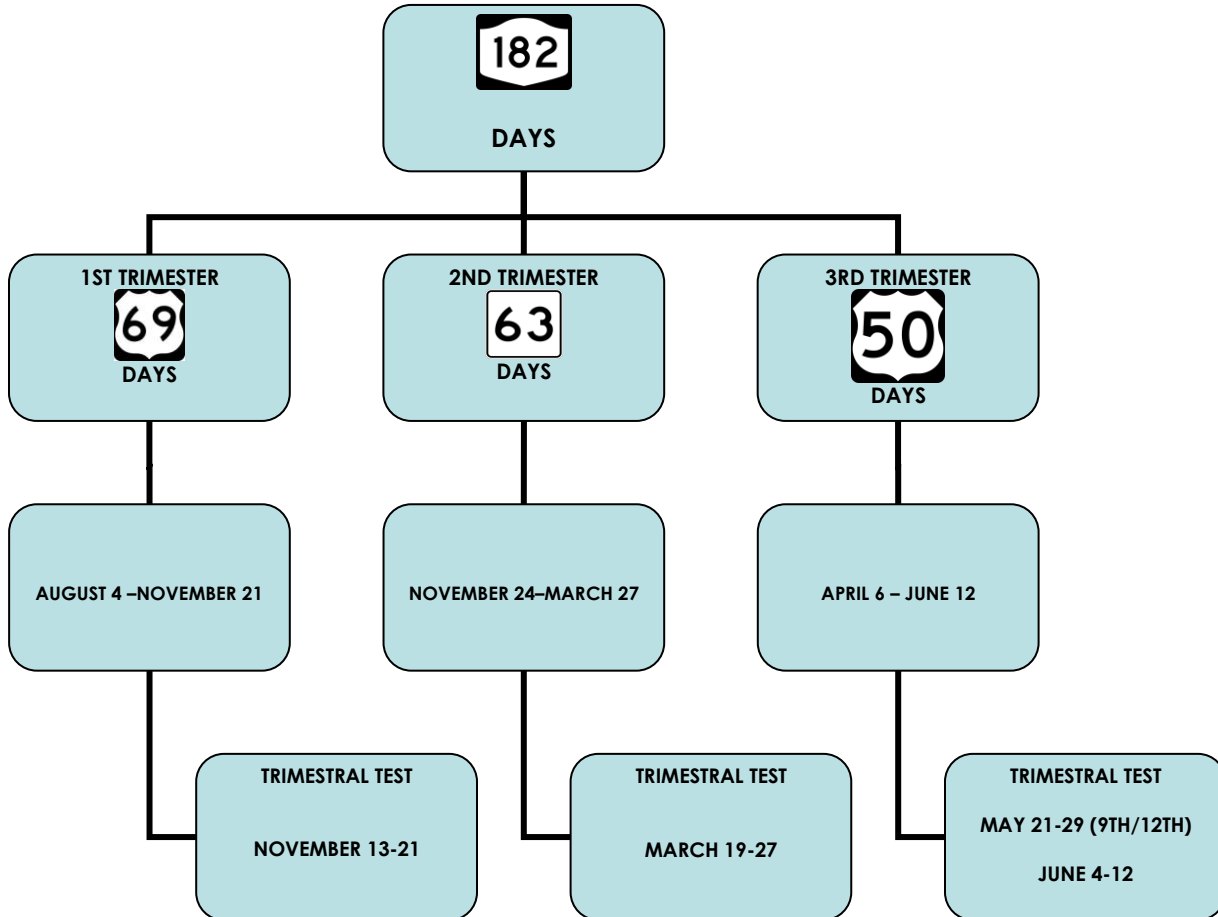 182
DAYS
1ST TRIMESTER
69
DAYS
2ND TRIMESTER
63
DAYS
3RD TRIMESTER
50
DAYS
AUGUST 4 –NOVEMBER 21
NOVEMBER 24–MARCH 27
APRIL 6 – JUNE 12
TRIMESTRAL TEST
NOVEMBER 13-21
TRIMESTRAL TEST
MARCH 19-27
TRIMESTRAL TEST
MAY 21-29 (9TH/12TH)
JUNE 4-12